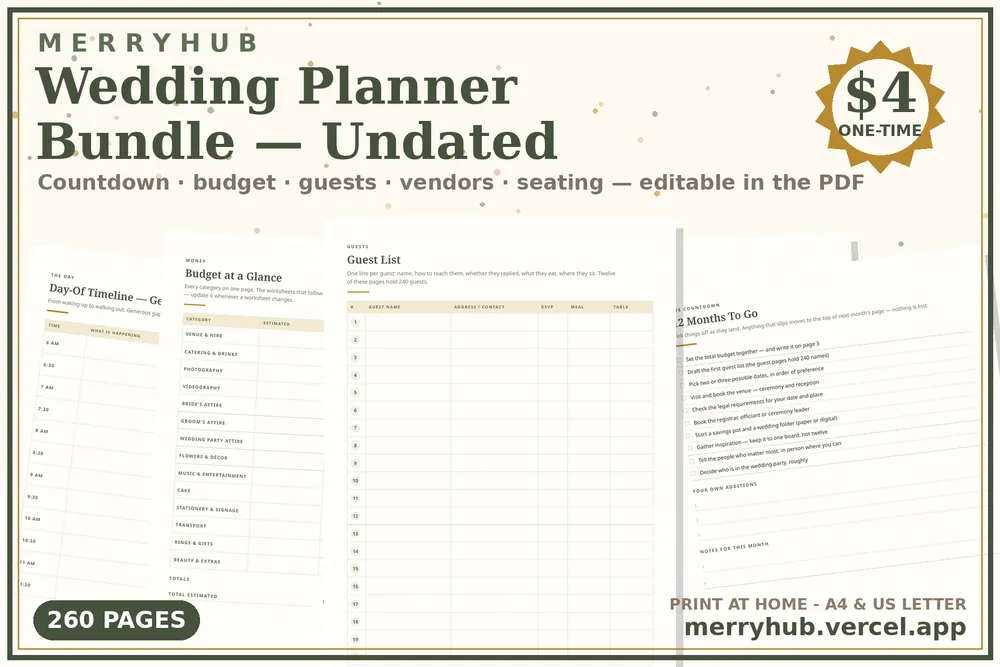 MERRYHUB
Wedding Planner
Bundle — Undated
Countdown · budget · guests · vendors · seating — editable in the PDF
$4
ONE-TIME
THE DAY
Day-Of Timeline — Ge
From waking up to walking out. Generous gap
TIME WHAT IS HAPPENING
6 AM
6:30
7 AM
7:30
8 AM
8:30
9 AM
9:30
10 AM
10:30
11 AM
1:30
MONEY
Budget at a Glance
Every category on one page. The worksheets that follow
— update it whenever a worksheet changes.
CATEGORY ESTIMATED
VENUE & HIRE
CATERING & DRINKS
PHOTOGRAPHY
VIDEOGRAPHY
BRIDE'S ATTIRE
GROOM'S ATTIRE
WEDDING PARTY ATTIRE
FLOWERS & DÉCOR
MUSIC & ENTERTAINMENT
CAKE
STATIONERY & SIGNAGE
TRANSPORT
RINGS & GIFTS
BEAUTY & EXTRAS
TOTALS
TOTAL ESTIMATED
GUESTS
Guest List
One line per guest: name, how to reach them, whether they replied, what they eat, where they sit. Twelve
of these pages hold 240 guests.
# GUEST NAME ADDRESS / CONTACT RSVP MEAL TABLE
1
2
3
4
5
6
7
8
9
10
11
12
13
14
15
16
17
18
19
COUNTDOWN
12 Months To Go
ck things off as they land. Anything that slips moves to the top of next month's page — nothing is lost.
Set the total budget together — and write it on page 3
Draft the first guest list (the guest pages hold 240 names)
Pick two or three possible dates, in order of preference
Visit and book the venue — ceremony and reception
Check the legal requirements for your date and place
Book the registrar, officiant or ceremony leader
Start a savings pot and a wedding folder (paper or digital)
Gather inspiration — keep it to one board, not twelve
Tell the people who matter most, in person where you can
Decide who is in the wedding party, roughly
YOUR OWN ADDITIONS
NOTES FOR THIS MONTH
260 PAGES
PRINT AT HOME - A4 & US LETTER
merryhub.vercel.app